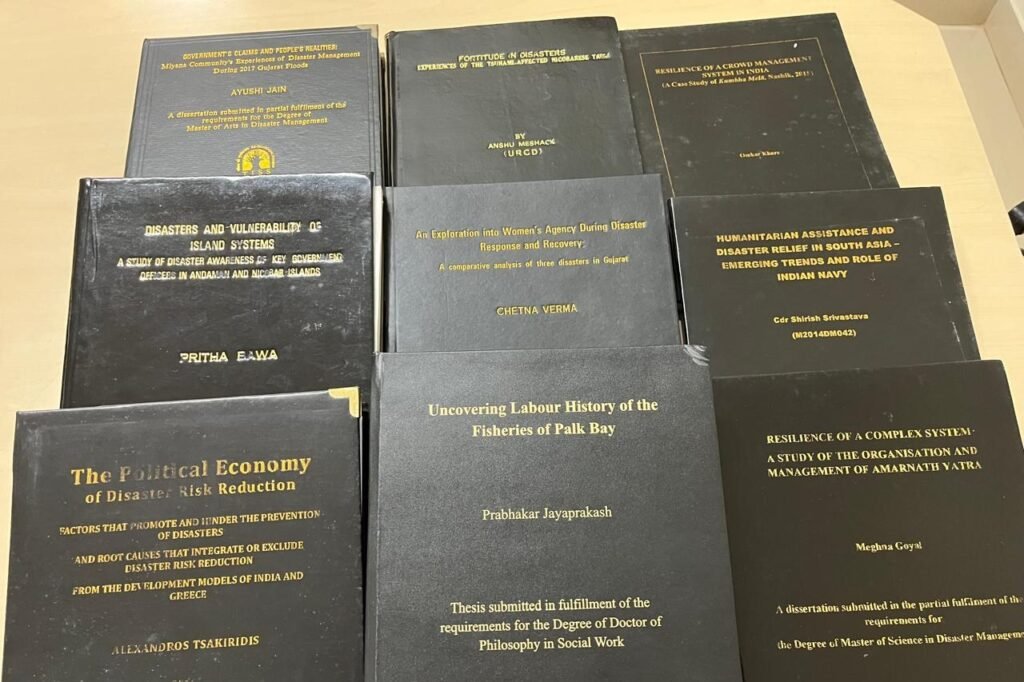 GOVERNMENT'S CLAIMS AND PEOPLE'S REALITIES:
Miyana Community's Experiences of Disaster Management
During 2017 Gujarat Floods
AYUSHI JAIN
A dissertation submitted in partial fulfilment of the
requirements for the Degree of
Master of Arts in Disaster Management
FORTITUDE IN DISASTERS
EXPERIENCES OF THE TSUNAMI-AFFECTED NICOBARESE TRIBE
BY
ANSHU MESHACK
(URCD)
RESILIENCE OF A CROWD MANAGEMENT
SYSTEM IN INDIA
(A Case Study of Kumbha Melā, Nashik, 2015)
Omkar Khare
DISASTERS AND VULNERABILITY OF
ISLAND SYSTEMS
A STUDY OF DISASTER AWARENESS OF KEY GOVERNMENT
OFFICERS IN ANDAMAN AND NICOBAR ISLANDS
PRITHA BAWA
An Exploration into Women's Agency During Disaster
Response and Recovery:
A comparative analysis of three disasters in Gujarat
CHETNA VERMA
HUMANITARIAN ASSISTANCE AND
DISASTER RELIEF IN SOUTH ASIA –
EMERGING TRENDS AND ROLE OF
INDIAN NAVY
Cdr Shirish Srivastava
(M2014DM042)
The Political Economy
of Disaster Risk Reduction
FACTORS THAT PROMOTE AND HINDER THE PREVENTION
OF DISASTERS
AND ROOT CAUSES THAT INTEGRATE OR EXCLUDE
DISASTER RISK REDUCTION
FROM THE DEVELOPMENT MODELS OF INDIA AND
GREECE
ALEXANDROS TSAKIRIDIS
Uncovering Labour History of the
Fisheries of Palk Bay
Prabhakar Jayaprakash
Thesis submitted in fulfillment of the
requirements for the Degree of Doctor of
Philosophy in Social Work
RESILIENCE OF A COMPLEX SYSTEM-
A STUDY OF THE ORGANISATION AND
MANAGEMENT OF AMARNATH YATRA
Meghna Goyal
A dissertation submitted in the partial fulfilment of the
requirements for
the Degree of Master of Science in Disaster Managem